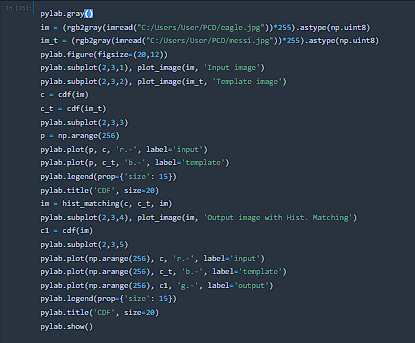 In [26]:
pylab.gray()
im = (rgb2gray(imread("C:/Users/User/PCD/eagle.jpg"))*255).astype(np.uint8)
im_t = (rgb2gray(imread("C:/Users/User/PCD/messi.jpg"))*255).astype(np.uint8)
pylab.figure(figsize=(20,12))
pylab.subplot(2,3,1), plot_image(im, 'Input image')
pylab.subplot(2,3,2), plot_image(im_t, 'Template image')
c = cdf(im)
c_t = cdf(im_t)
pylab.subplot(2,3,3)
p = np.arange(256)
pylab.plot(p, c, 'r.-', label='input')
pylab.plot(p, c_t, 'b.-', label='template')
pylab.legend(prop={'size': 15})
pylab.title('CDF', size=20)
im = hist_matching(c, c_t, im)
pylab.subplot(2,3,4), plot_image(im, 'Output image with Hist. Matching')
c1 = cdf(im)
pylab.subplot(2,3,5)
pylab.plot(np.arange(256), c, 'r.-', label='input')
pylab.plot(np.arange(256), c_t, 'b.-', label='template')
pylab.plot(np.arange(256), c1, 'g.-', label='output')
pylab.legend(prop={'size': 15})
pylab.title('CDF', size=20)
pylab.show()